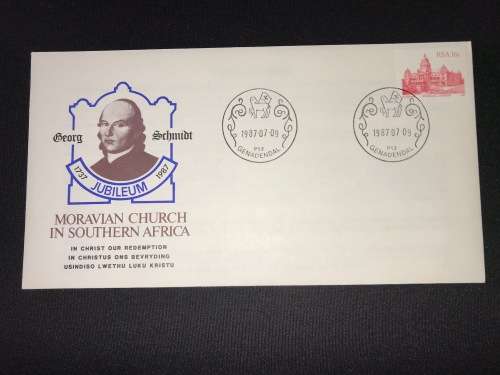 Georg Schmidt
1737 JUBILEUM 1987
MORAVIAN CHURCH
IN SOUTHERN AFRICA
IN CHRIST OUR REDEMPTION
IN CHRISTUS ONS BEVRYDING
USINDISO LWETHU LUKU KRISTU
1987·07·09
GENADENDAL
1987·07·09
GENADENDAL
RSA 16c